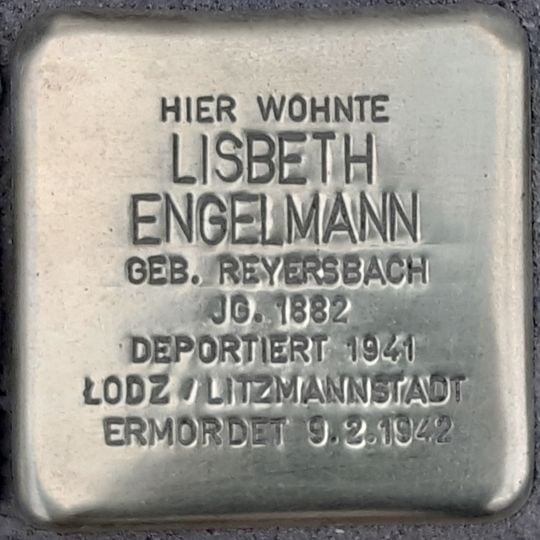 HIER WOHNTE
LISBETH
ENGELMANN
GEB. REYERSBACH
JG. 1882
DEPORTIERT 1941
ŁODZ / LITZMANNSTADT
ERMORDET 9.2.1942